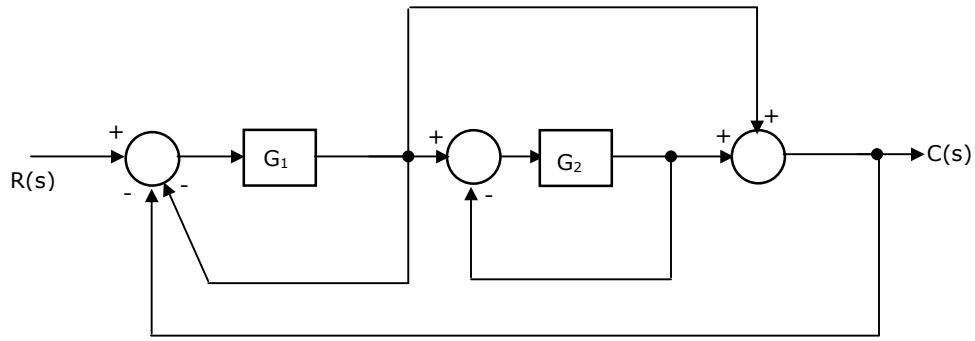 +
+
+
+
G₁
G₂
C(s)
R(s)
-
-
-